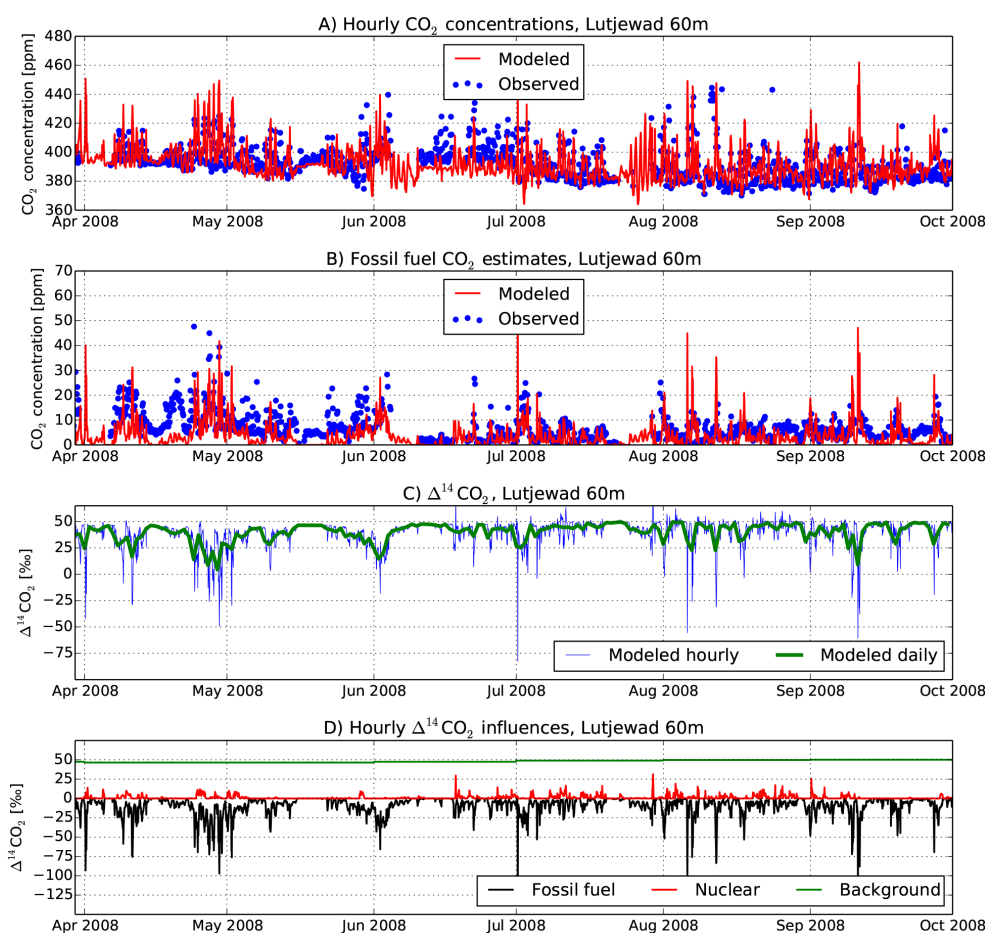 A) Hourly CO₂ concentrations, Lutjewad 60m
CO₂ concentration [ppm]
480
460
440
420
400
380
360
Modeled
Observed
Apr 2008 May 2008 Jun 2008 Jul 2008 Aug 2008 Sep 2008 Oct 2008
B) Fossil fuel CO₂ estimates, Lutjewad 60m
CO₂ concentration [ppm]
70
60
50
40
30
20
10
0
Modeled
Observed
Apr 2008 May 2008 Jun 2008 Jul 2008 Aug 2008 Sep 2008 Oct 2008
C) Δ¹⁴CO₂, Lutjewad 60m
Δ¹⁴CO₂ [‰]
50
25
0
−25
−50
−75
Modeled hourly Modeled daily
Apr 2008 May 2008 Jun 2008 Jul 2008 Aug 2008 Sep 2008 Oct 2008
D) Hourly Δ¹⁴CO₂ influences, Lutjewad 60m
Δ¹⁴CO₂ [‰]
50
25
0
−25
−50
−75
−100
−125
Fossil fuel Nuclear Background
Apr 2008 May 2008 Jun 2008 Jul 2008 Aug 2008 Sep 2008 Oct 2008